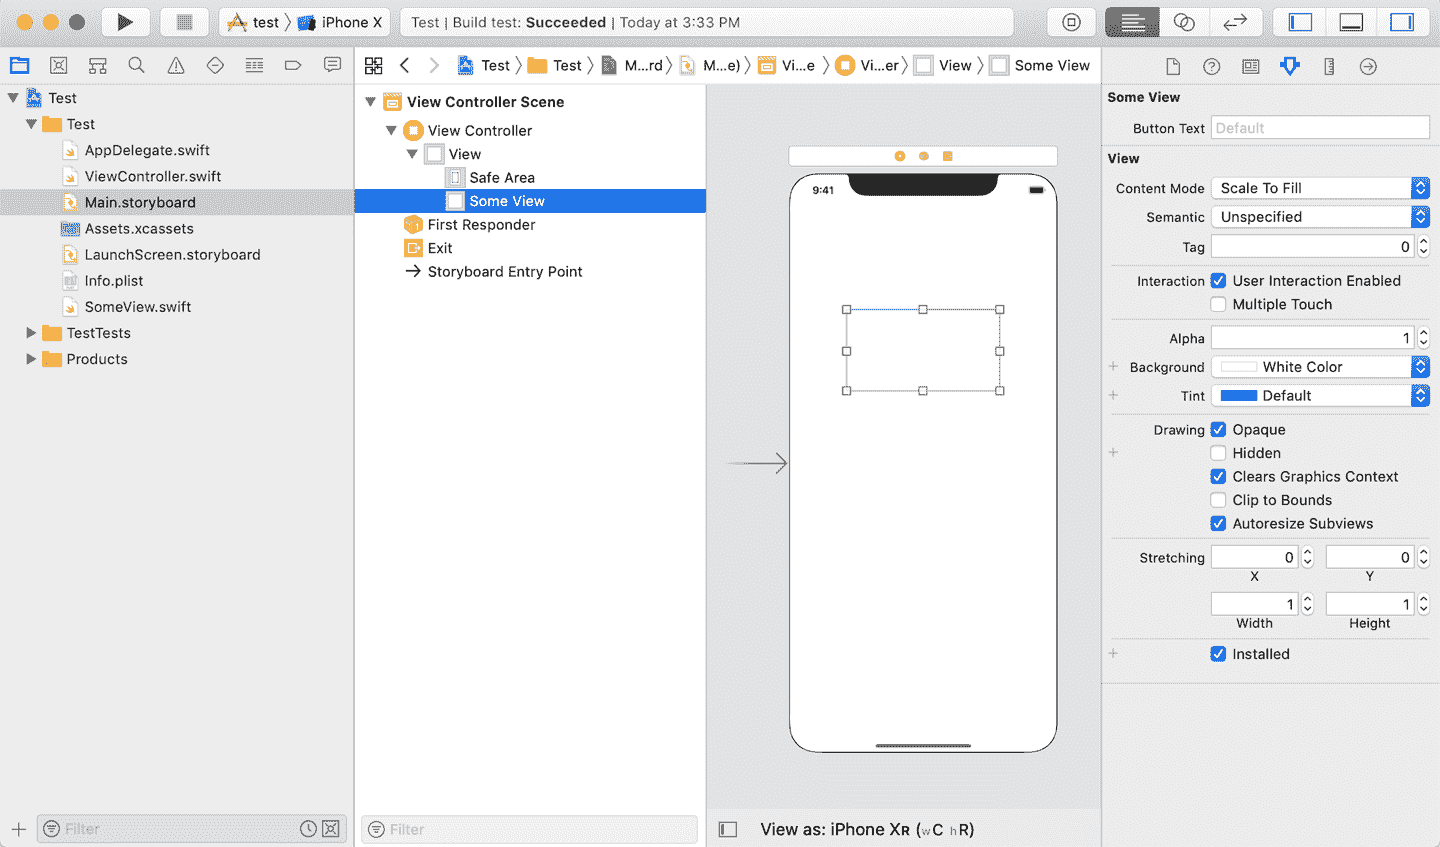 test 〉 iPhone X
Test | Build test: Succeeded | Today at 3:33 PM
Test 〉 Test 〉 M...rd 〉 M...e) 〉 Vi...e 〉 Vi...er 〉 View 〉 Some View
Test
Test
AppDelegate.swift
ViewController.swift
Main.storyboard
Assets.xcassets
LaunchScreen.storyboard
Info.plist
SomeView.swift
TestTests
Products
Filter
View Controller Scene
View Controller
View
Safe Area
Some View
First Responder
Exit
Storyboard Entry Point
Filter
9:41
View as: iPhone Xʀ (wC hR)
Some View
Button Text Default
View
Content Mode Scale To Fill
Semantic Unspecified
Tag 0
Interaction User Interaction Enabled
Multiple Touch
Alpha 1
+ Background White Color
+ Tint Default
Drawing Opaque
+ Hidden
Clears Graphics Context
Clip to Bounds
Autoresize Subviews
Stretching 0 0
X Y
1 1
Width Height
+ Installed